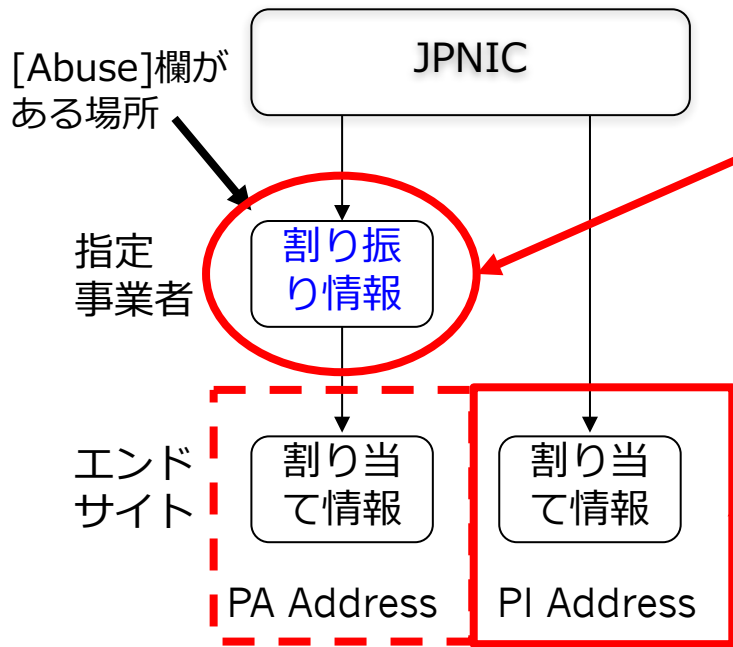 [Abuse]欄が
ある場所
JPNIC
指定
事業者
割り振
り情報
エンド
サイト
割り当
て情報
割り当
て情報
PA Address
PI Address